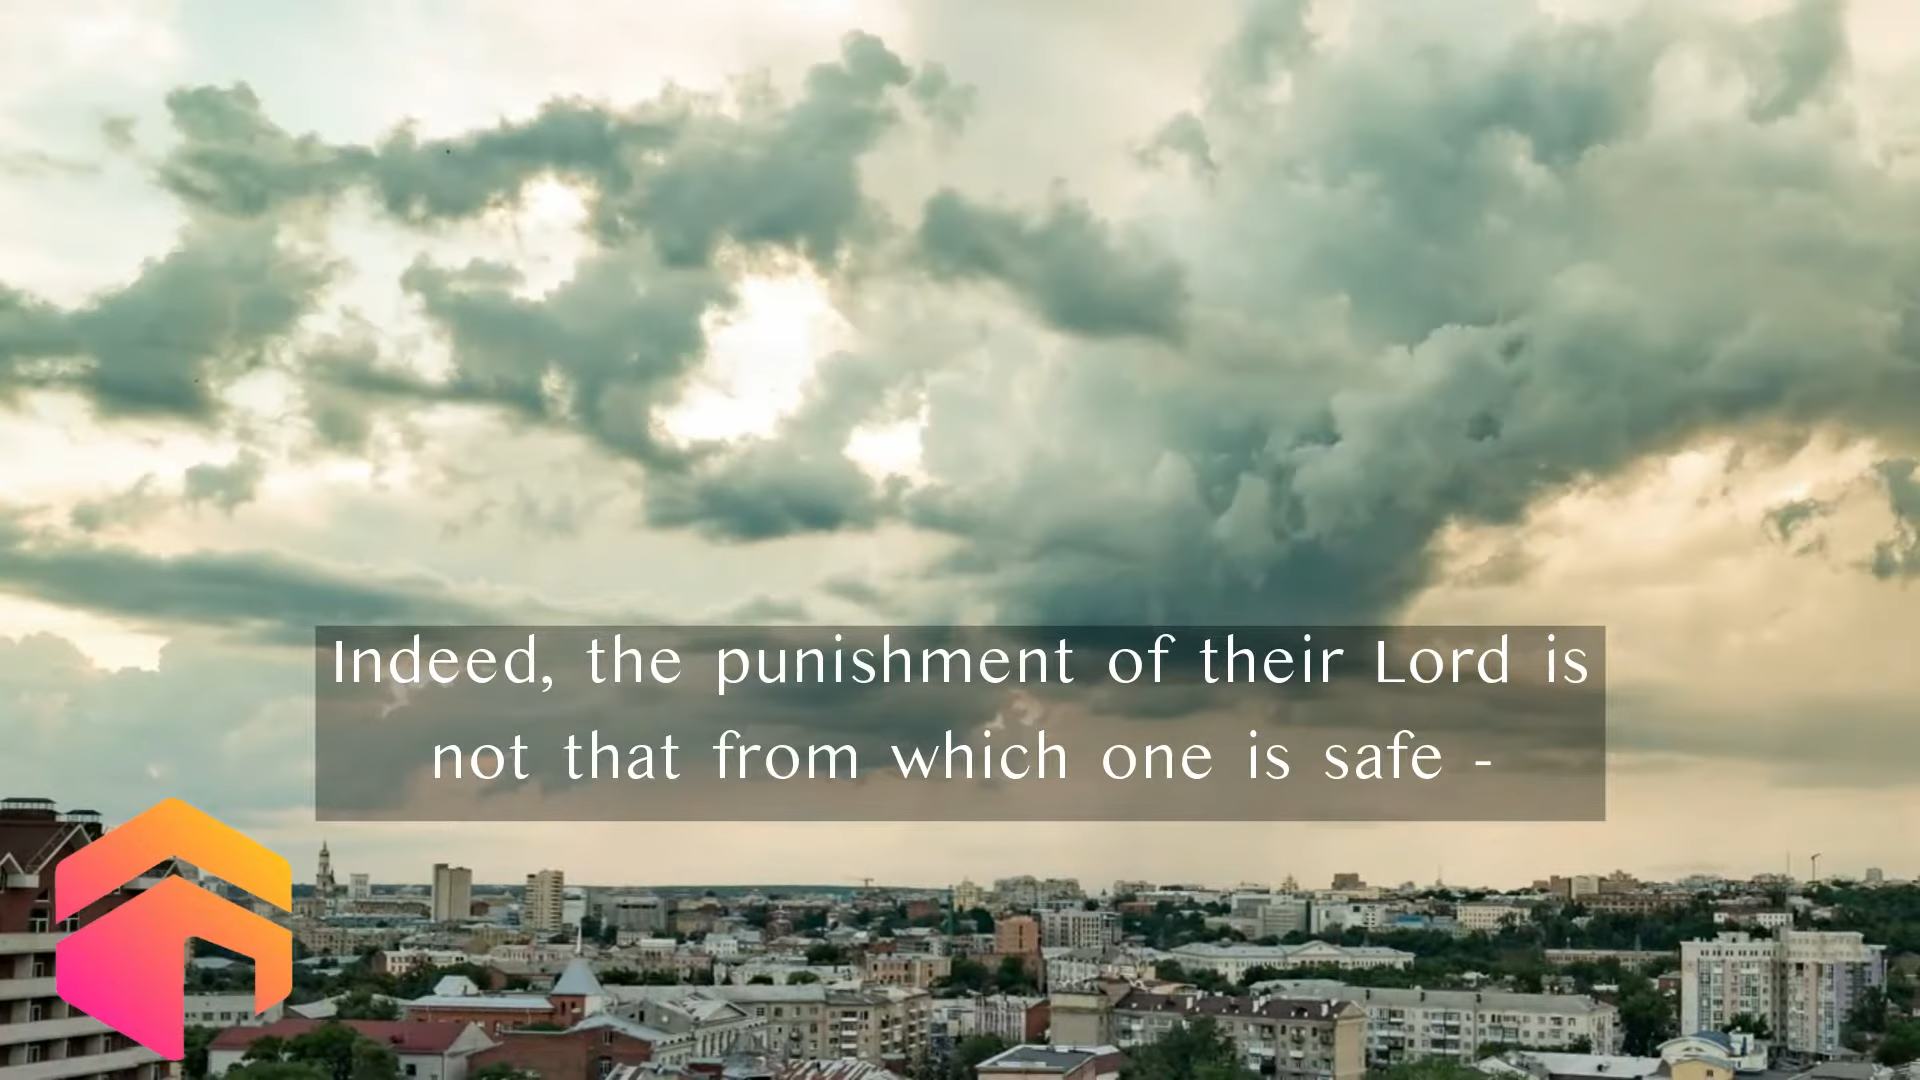 Indeed, the punishment of their Lord is
not that from which one is safe -